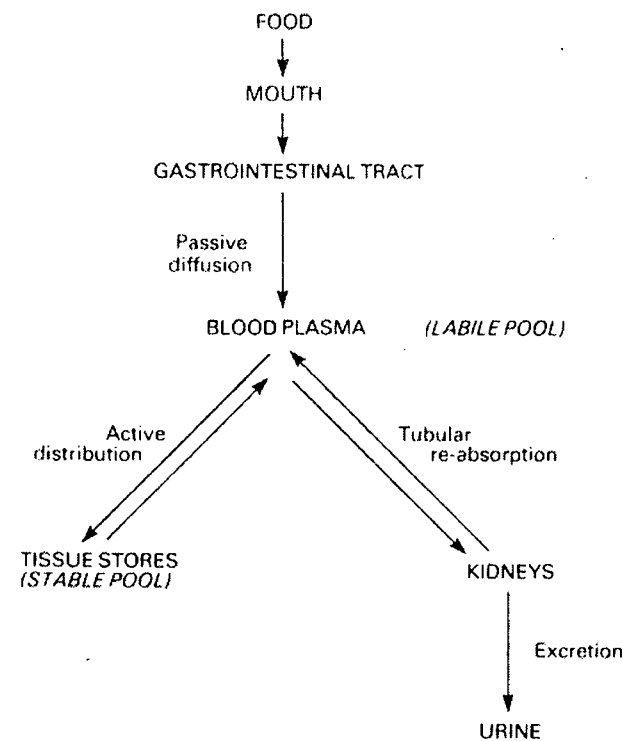 FOOD
MOUTH
GASTROINTESTINAL TRACT
Passive
diffusion
BLOOD PLASMA (LABILE POOL)
Active
distribution
Tubular
re-absorption
TISSUE STORES
(STABLE POOL)
KIDNEYS
Excretion
URINE